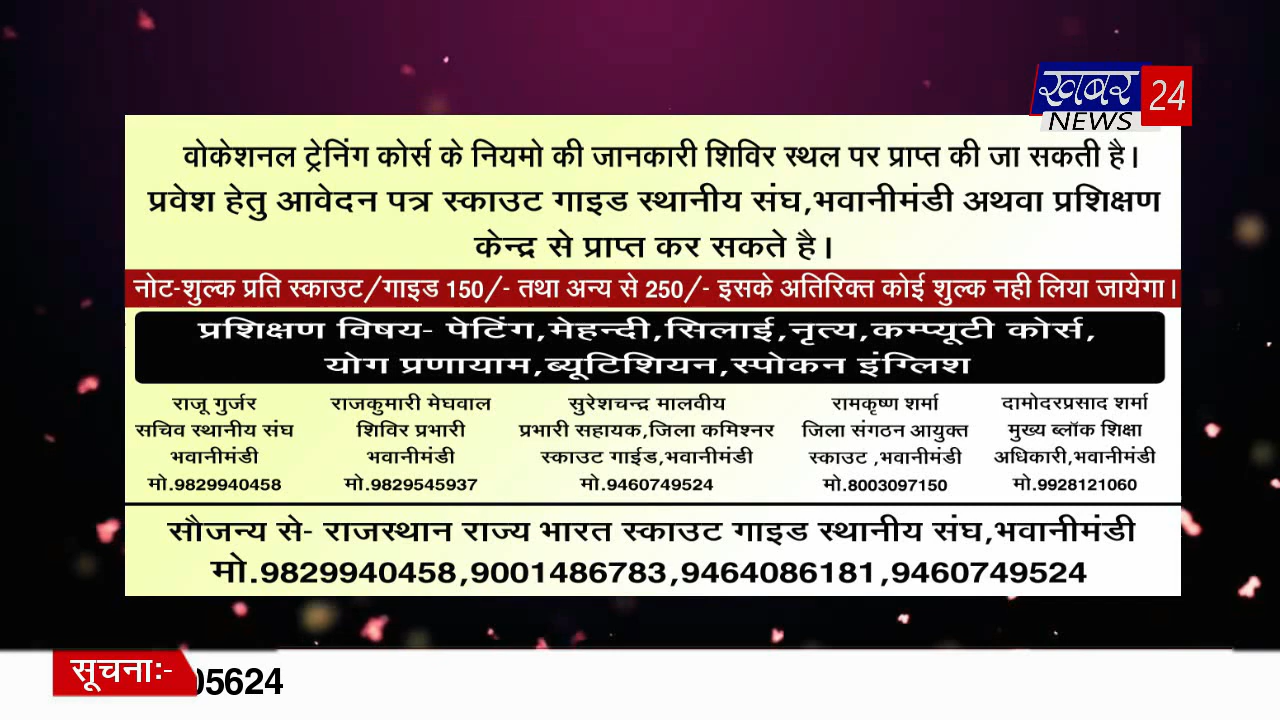 खबर 24
NEWS
वोकेशनल ट्रेनिंग कोर्स के नियमो की जानकारी शिविर स्थल पर प्राप्त की जा सकती है।
प्रवेश हेतु आवेदन पत्र स्काउट गाइड स्थानीय संघ,भवानीमंडी अथवा प्रशिक्षण
केन्द्र से प्राप्त कर सकते है।
नोट-शुल्क प्रति स्काउट/गाइड 150/- तथा अन्य से 250/- इसके अतिरिक्त कोई शुल्क नही लिया जायेगा।
प्रशिक्षण विषय- पेटिंग,मेहन्दी,सिलाई,नृत्य,कम्प्यूटी कोर्स,
योग प्रणायाम,ब्यूटिशियन,स्पोकन इंग्लिश
राजू गुर्जर
सचिव स्थानीय संघ
भवानीमंडी
मो.9829940458
राजकुमारी मेघवाल
शिविर प्रभारी
भवानीमंडी
मो.9829545937
सुरेशचन्द्र मालवीय
प्रभारी सहायक,जिला कमिश्नर
स्काउट गाईड,भवानीमंडी
मो.9460749524
रामकृष्ण शर्मा
जिला संगठन आयुक्त
स्काउट ,भवानीमंडी
मो.8003097150
दामोदरप्रसाद शर्मा
मुख्य ब्लॉक शिक्षा
अधिकारी,भवानीमंडी
मो.9928121060
सौजन्य से- राजस्थान राज्य भारत स्काउट गाइड स्थानीय संघ,भवानीमंडी
मो.9829940458,9001486783,9464086181,9460749524
सूचनाः- 05624